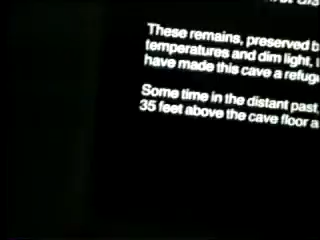 These remains, preserved
temperatures and dim light,
have made this cave a
Some time in the distant past,
35 feet above the cave floor